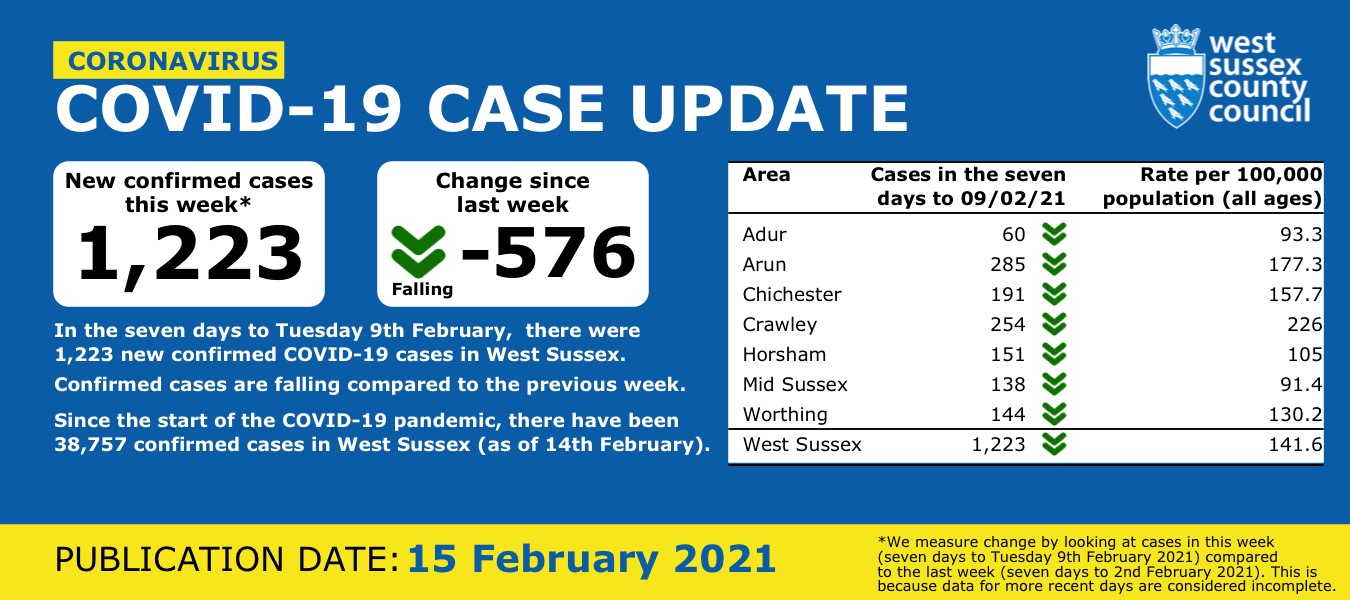 CORONAVIRUS
COVID-19 CASE UPDATE
west
sussex
county
council
New confirmed cases
this week*
1,223
Change since
last week
-576
Falling
In the seven days to Tuesday 9th February,  there were
1,223 new confirmed COVID-19 cases in West Sussex.
Confirmed cases are falling compared to the previous week.
Since the start of the COVID-19 pandemic, there have been
38,757 confirmed cases in West Sussex (as of 14th February).
Area Cases in the seven Rate per 100,000
days to 09/02/21 population (all ages)
Adur 60 93.3
Arun 285 177.3
Chichester 191 157.7
Crawley 254 226
Horsham 151 105
Mid Sussex 138 91.4
Worthing 144 130.2
West Sussex 1,223 141.6
PUBLICATION DATE: 15 February 2021
*We measure change by looking at cases in this week
(seven days to Tuesday 9th February 2021) compared
to the last week (seven days to 2nd February 2021). This is
because data for more recent days are considered incomplete.